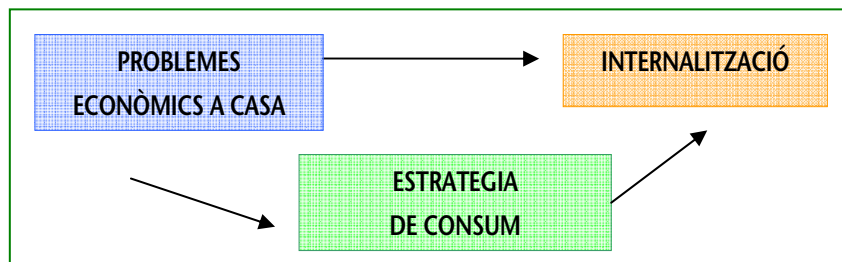 PROBLEMES
ECONÒMICS A CASA
INTERNALITZACIÓ
ESTRATEGIA
DE CONSUM